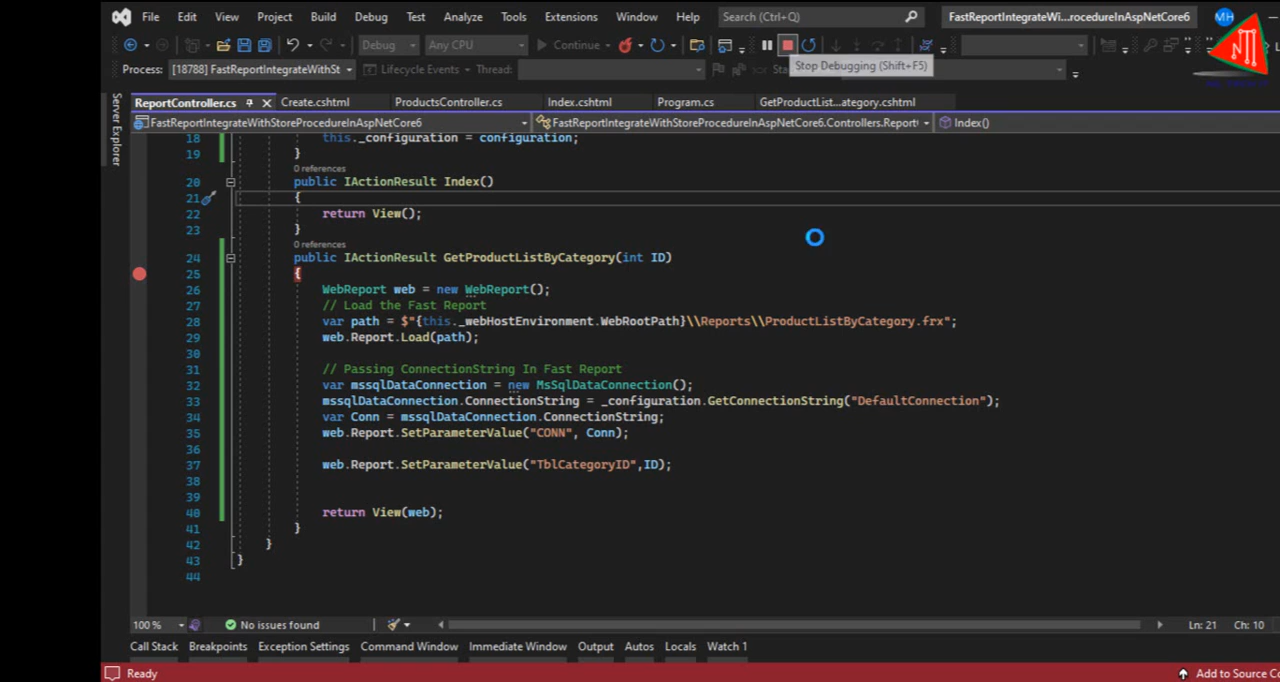 File Edit View Project Build Debug Test Analyze Tools Extensions Window Help Search (Ctrl+Q) FastReportIntegrateWi...rocedureInAspNetCore6 MH
Debug Any CPU Continue
Stop Debugging (Shift+F5)
Process: [18788] FastReportIntegrateWithSt Lifecycle Events Thread:
ReportController.cs Create.cshtml ProductsController.cs Index.cshtml Program.cs GetProductList...ategory.cshtml
Server Explorer
FastReportIntegrateWithStoreProcedureInAspNetCore6 FastReportIntegrateWithStoreProcedureInAspNetCore6.Controllers.Report Index()
18 this._configuration = configuration;
19 }
0 references
20 public IActionResult Index()
21 {
22 return View();
23 }
0 references
24 public IActionResult GetProductListByCategory(int ID)
25 {
26 WebReport web = new WebReport();
27 // Load the Fast Report
28 var path = $"{this._webHostEnvironment.WebRootPath}\\Reports\\ProductListByCategory.frx";
29 web.Report.Load(path);
30
31 // Passing ConnectionString In Fast Report
32 var mssqlDataConnection = new MsSqlDataConnection();
33 mssqlDataConnection.ConnectionString = _configuration.GetConnectionString("DefaultConnection");
34 var Conn = mssqlDataConnection.ConnectionString;
35 web.Report.SetParameterValue("CONN", Conn);
36
37 web.Report.SetParameterValue("TblCategoryID",ID);
38
39
40 return View(web);
41 }
42 }
43 }
44
100 % No issues found Ln: 21 Ch: 10
Call Stack Breakpoints Exception Settings Command Window Immediate Window Output Autos Locals Watch 1
Ready Add to Source Co